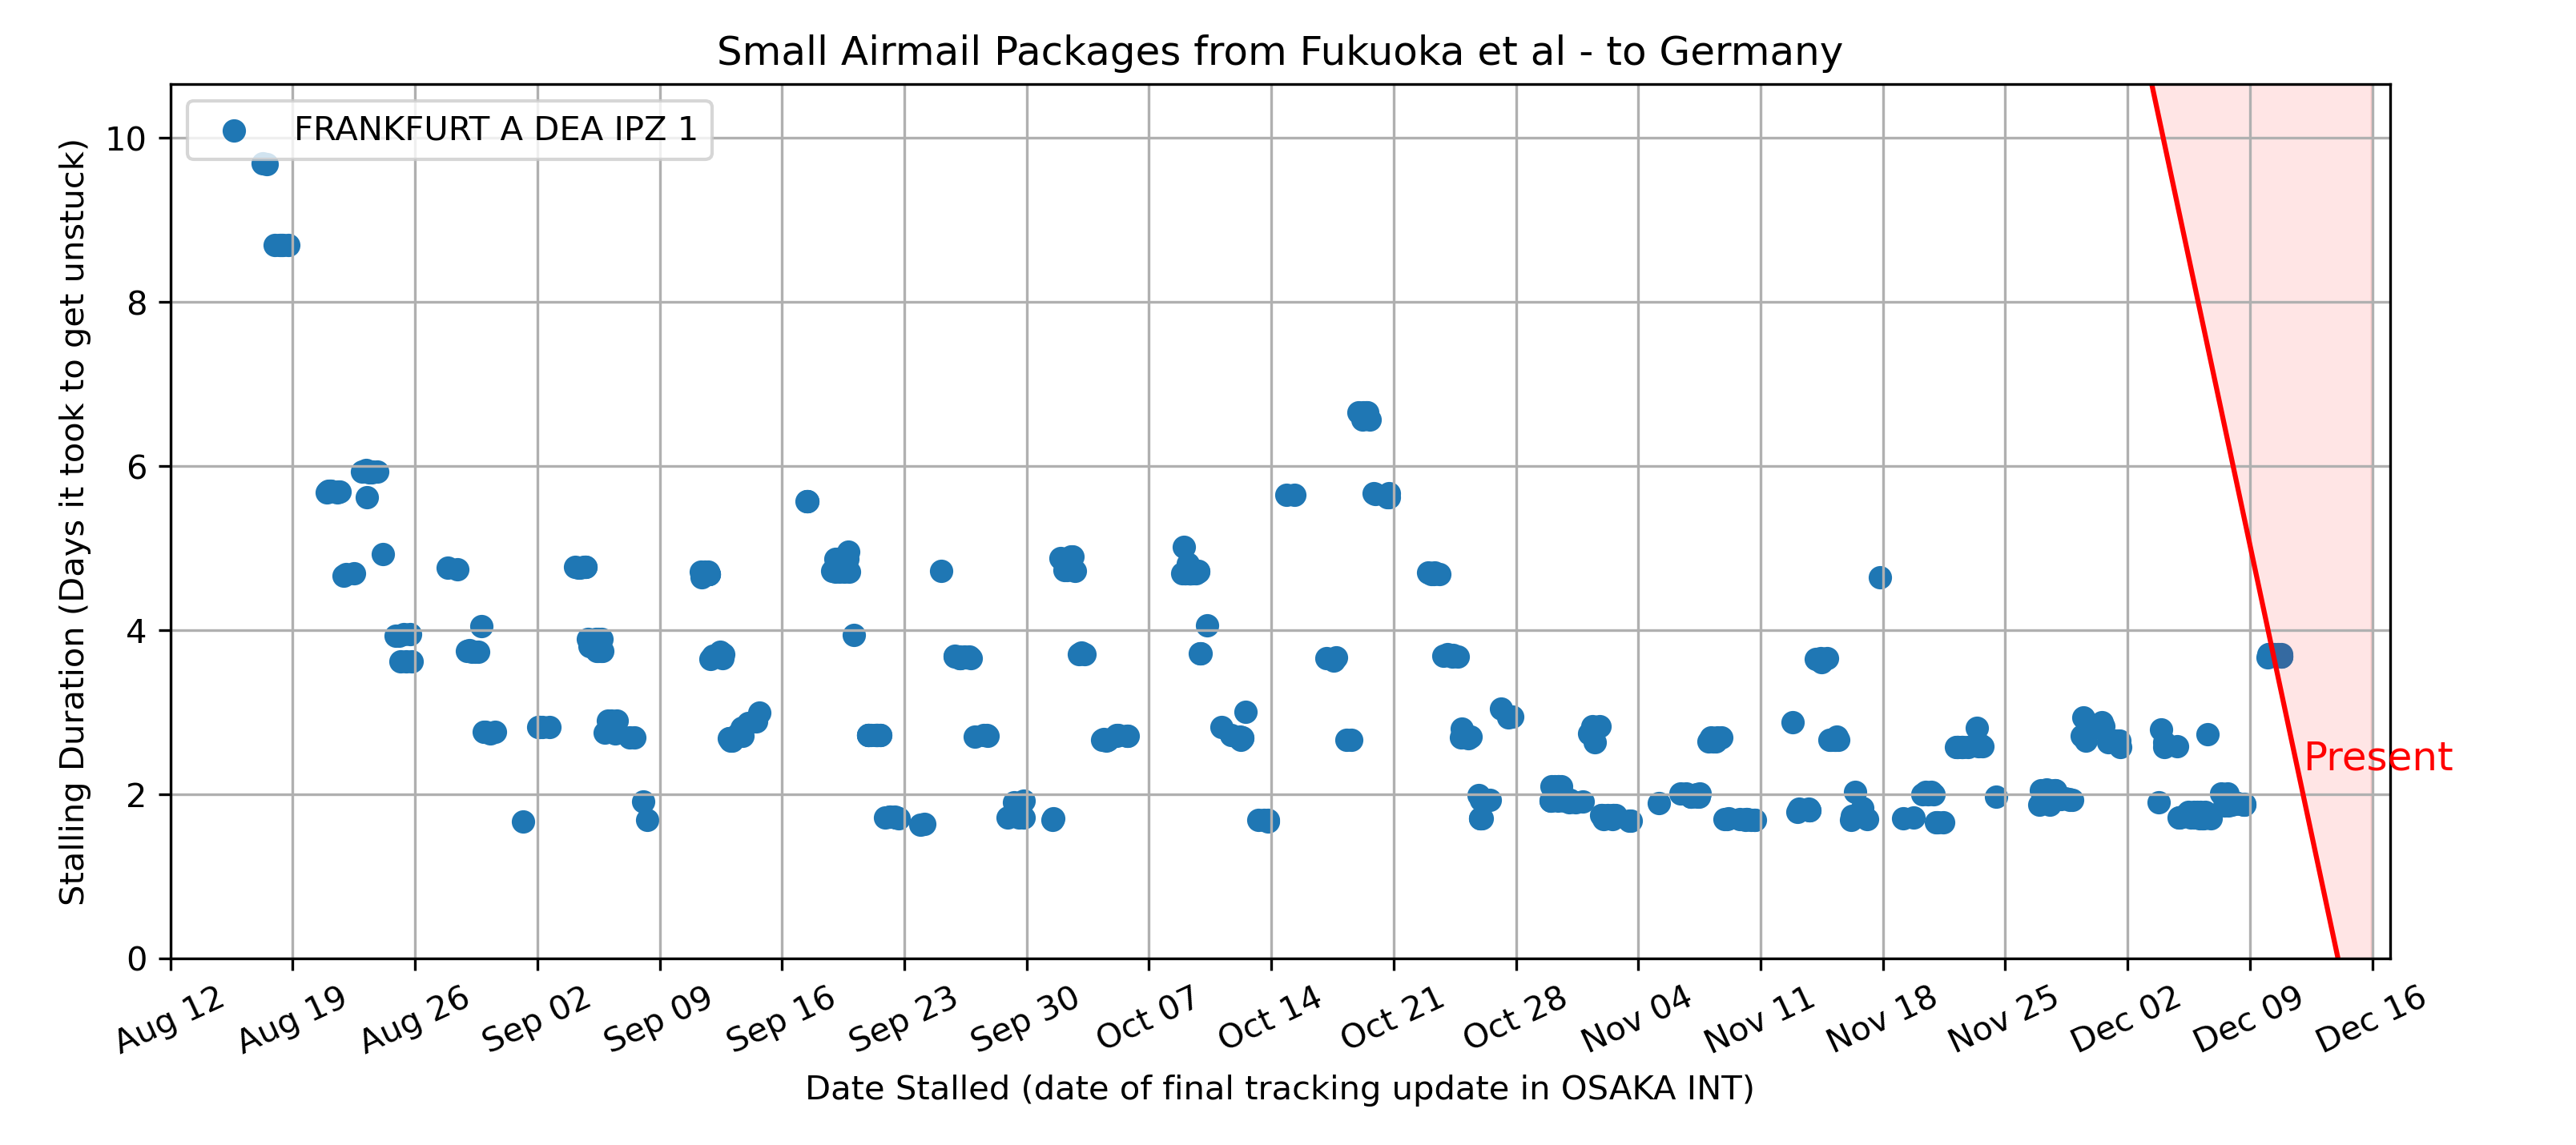 Small Airmail Packages from Fukuoka et al - to Germany
FRANKFURT A DEA IPZ 1
Stalling Duration (Days it took to get unstuck)
10
8
6
4
2
0
Present
Aug 12
Aug 19
Aug 26
Sep 02
Sep 09
Sep 16
Sep 23
Sep 30
Oct 07
Oct 14
Oct 21
Oct 28
Nov 04
Nov 11
Nov 18
Nov 25
Dec 02
Dec 09
Dec 16
Date Stalled (date of final tracking update in OSAKA INT)